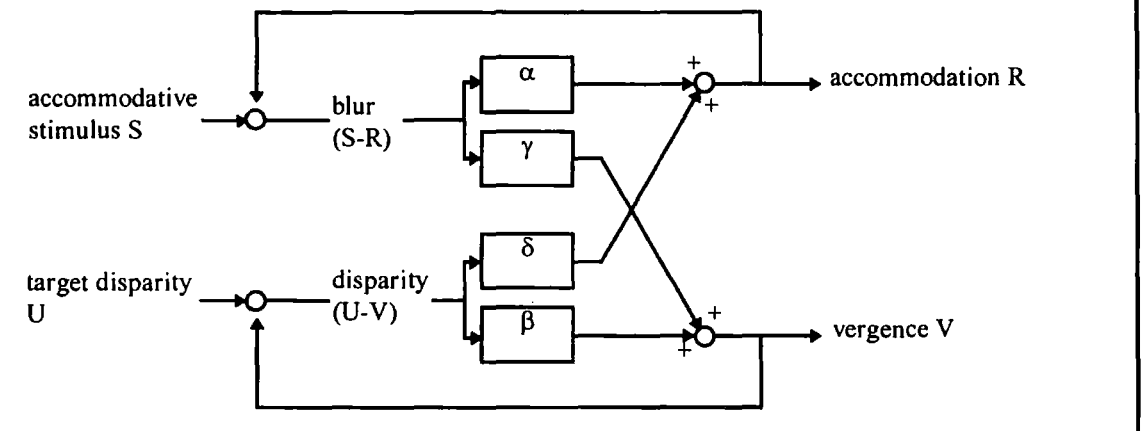 +
α
accommodation R
accommodative
stimulus S
blur
(S-R)
+
γ
δ
target disparity
U
disparity
(U-V)
β
+
+
vergence V